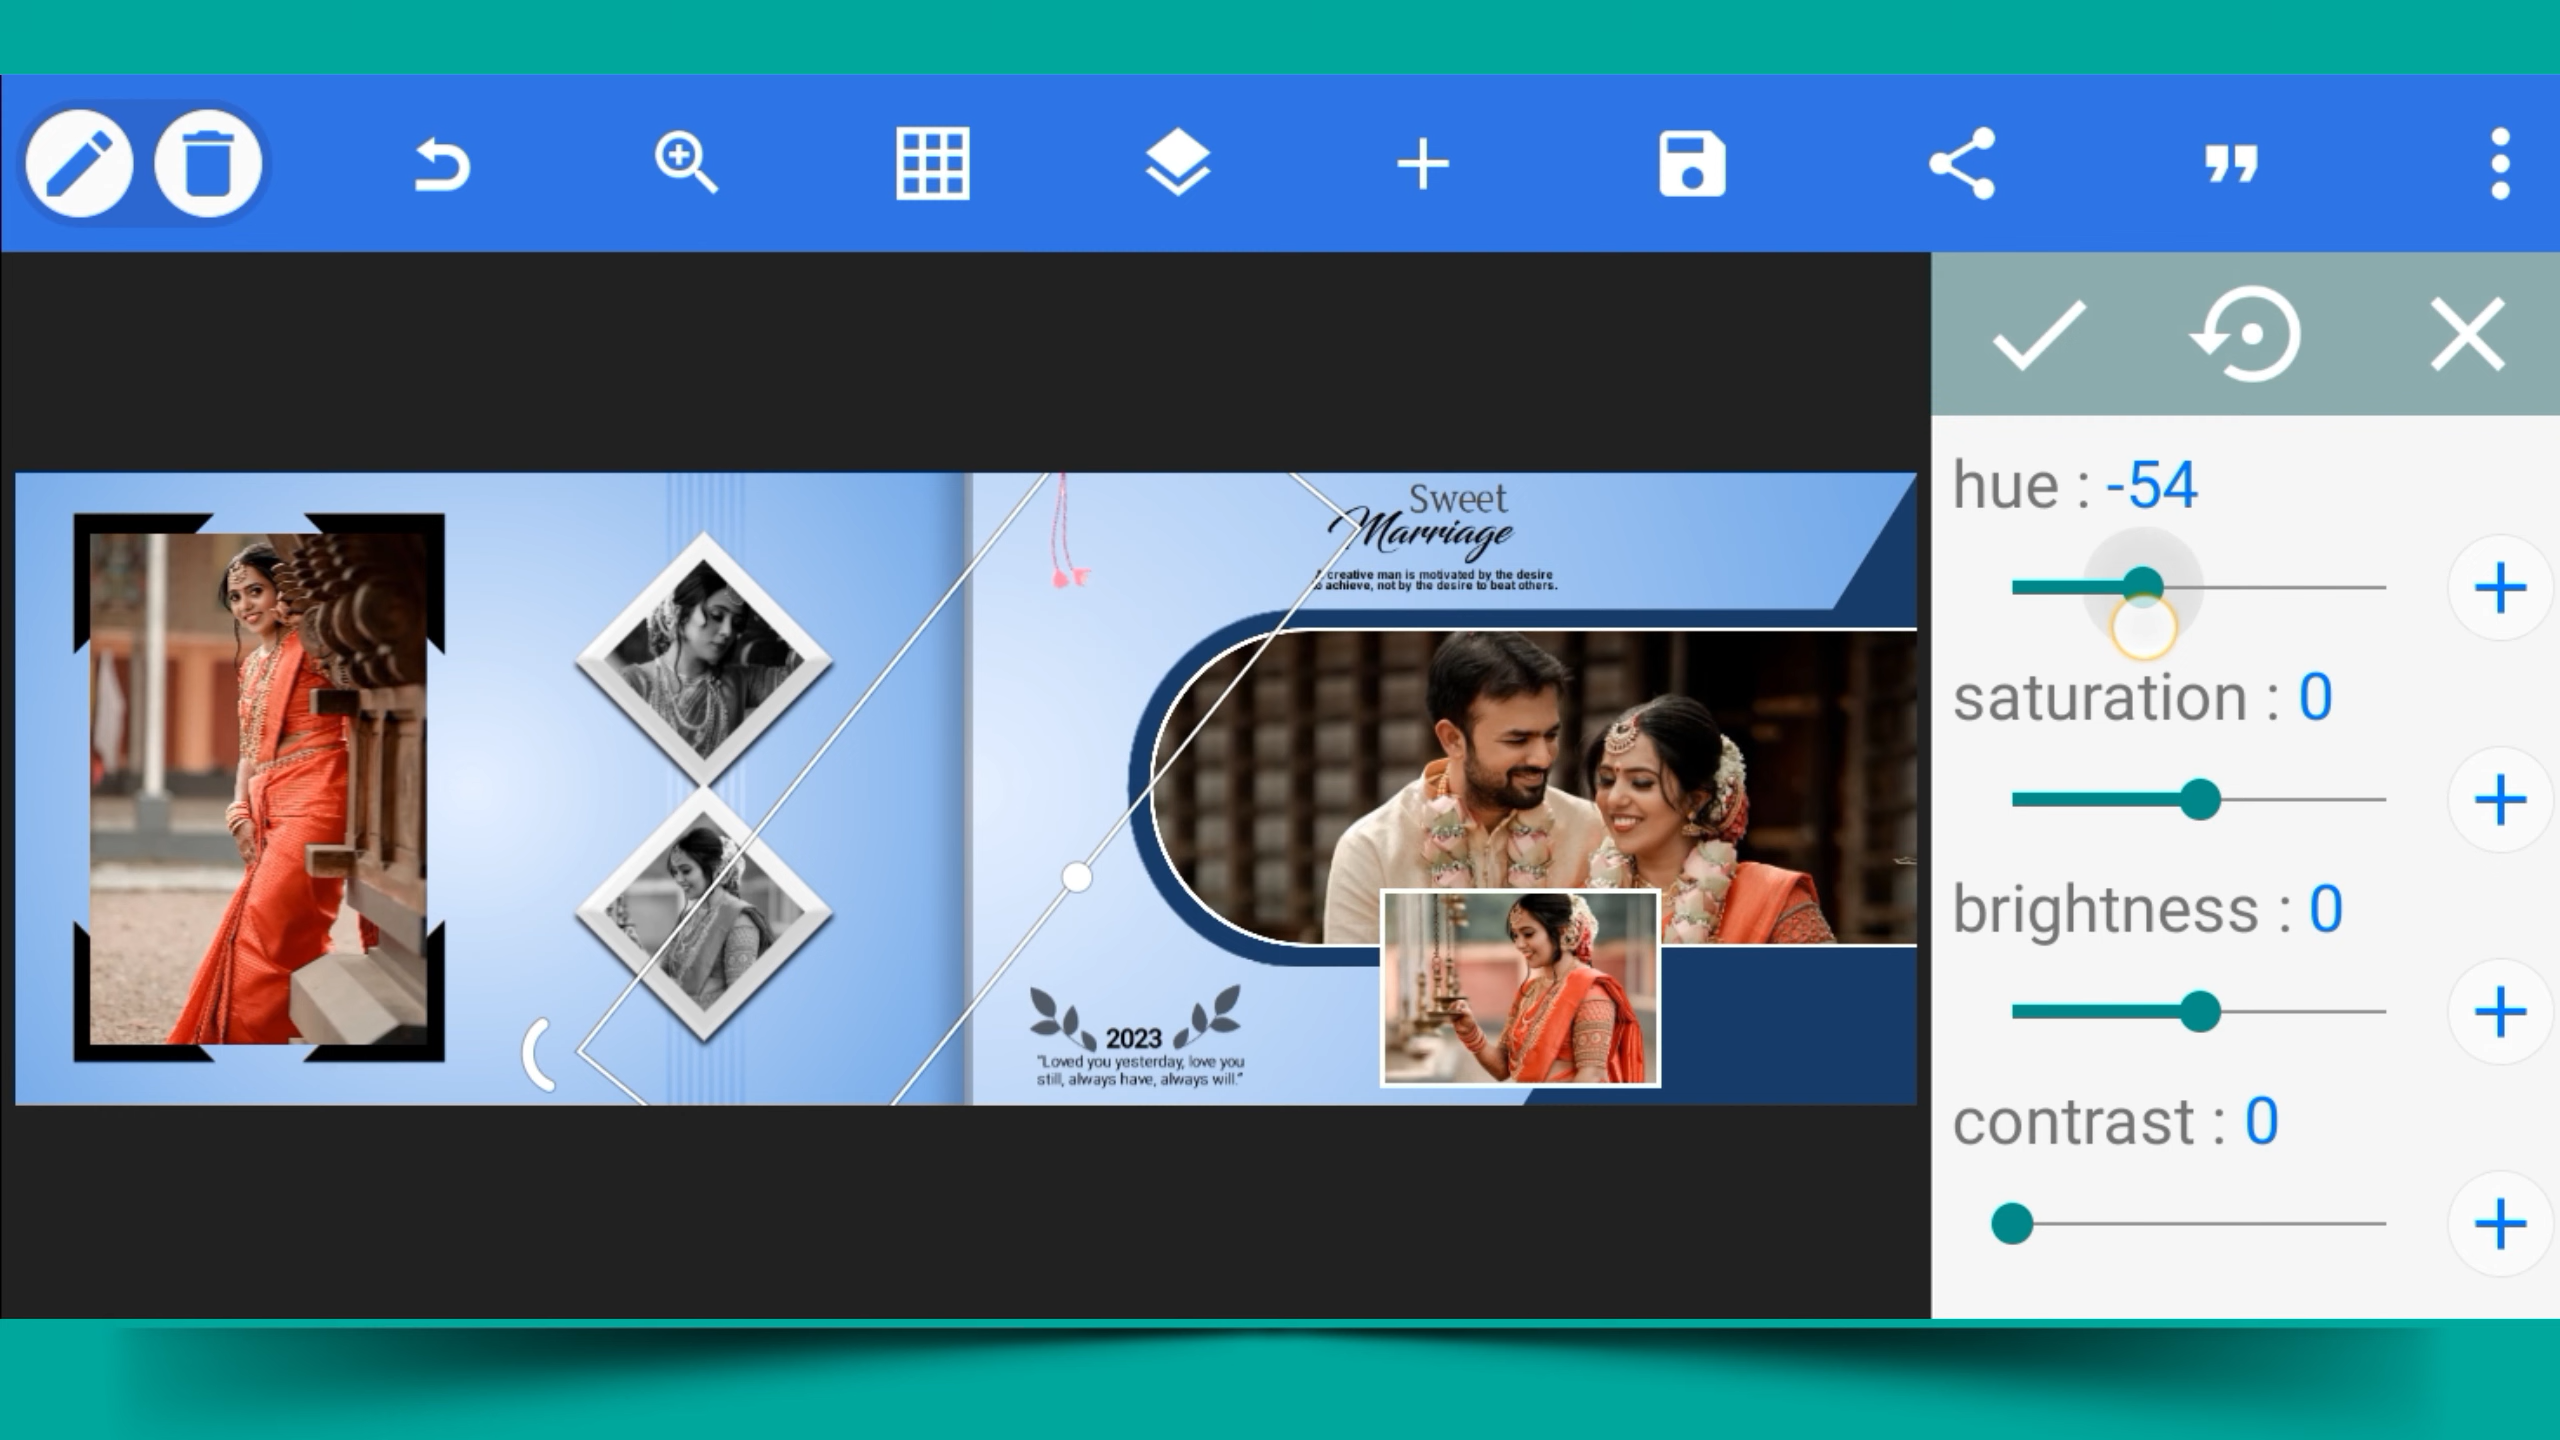 hue : -54
saturation : 0
brightness : 0
contrast : 0
Sweet
Marriage
creative man is motivated by the desire
o achieve, not by the desire to beat others.
2023
"Loved you yesterday, love you
still, always have, always will."